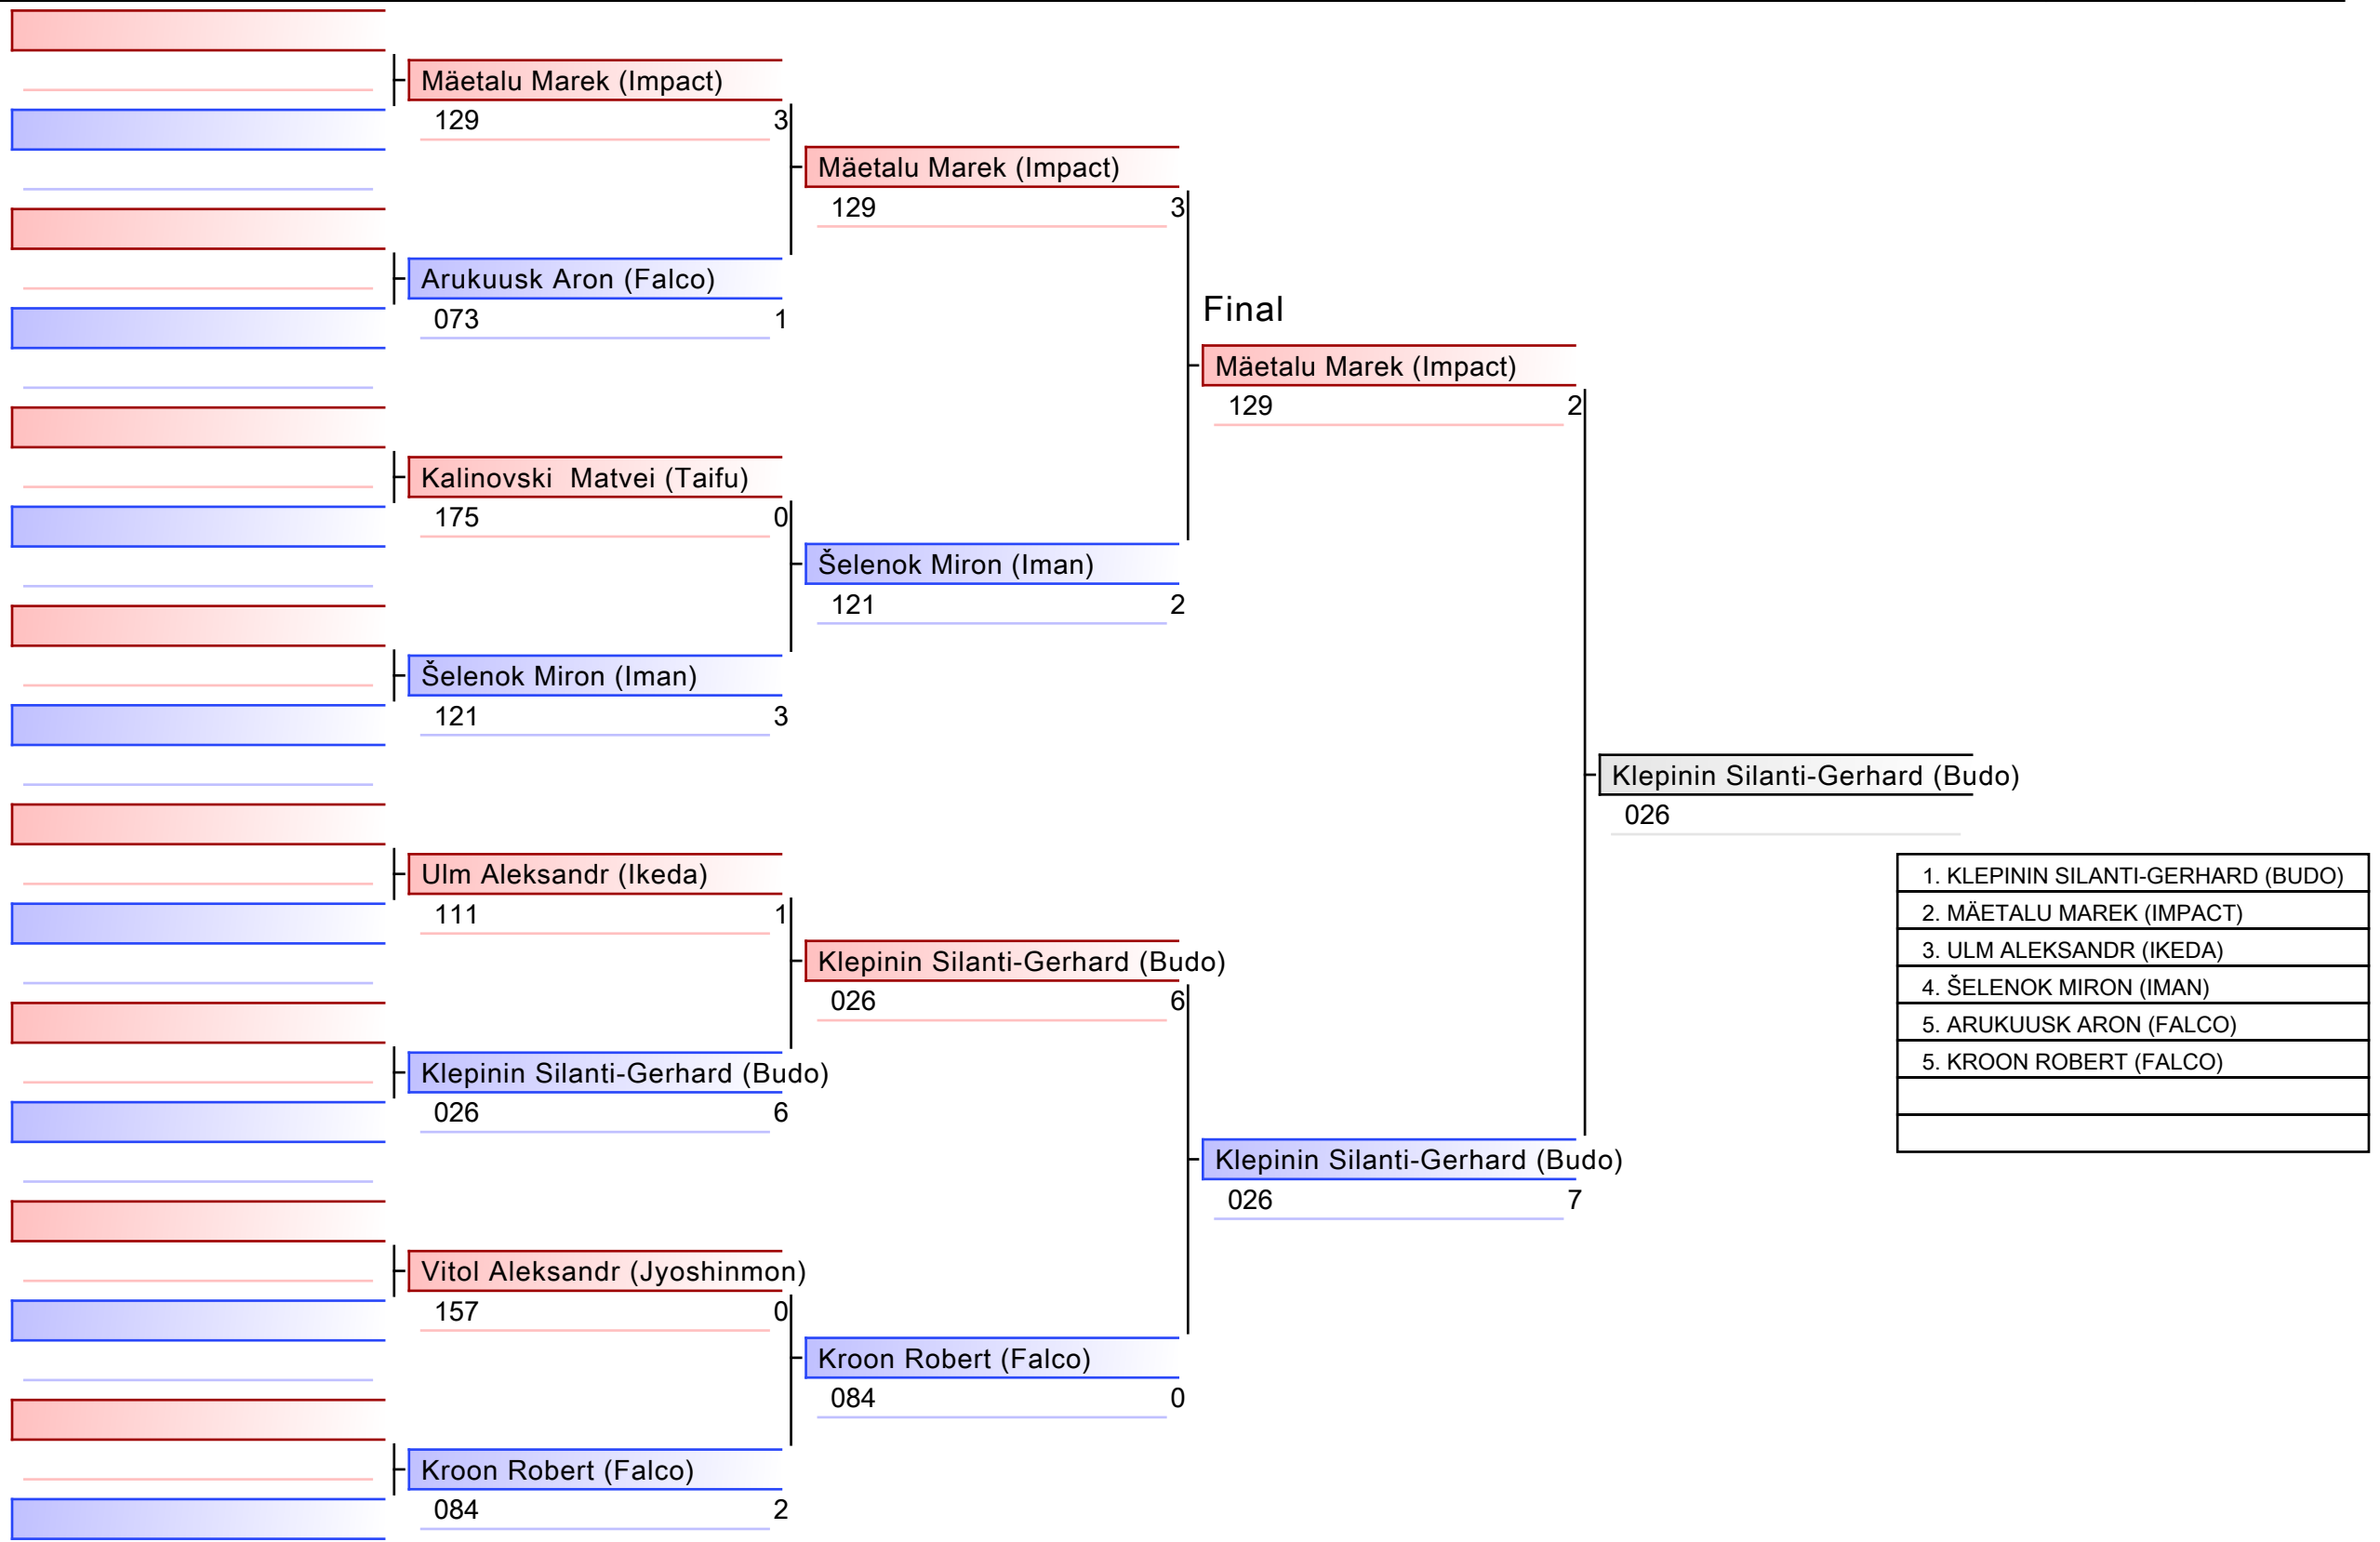 Mäetalu Marek (Impact)
129 3
Arukuusk Aron (Falco)
073 1
Kalinovski  Matvei (Taifu)
175 0
Šelenok Miron (Iman)
121 3
Ulm Aleksandr (Ikeda)
111 1
Klepinin Silanti-Gerhard (Budo)
026 6
Vitol Aleksandr (Jyoshinmon)
157 0
Kroon Robert (Falco)
084 2
Mäetalu Marek (Impact)
129 3
Šelenok Miron (Iman)
121 2
Klepinin Silanti-Gerhard (Budo)
026 6
Kroon Robert (Falco)
084 0
Final
Mäetalu Marek (Impact)
129 2
Klepinin Silanti-Gerhard (Budo)
026 7
Klepinin Silanti-Gerhard (Budo)
026
1. KLEPININ SILANTI-GERHARD (BUDO)
2. MÄETALU MAREK (IMPACT)
3. ULM ALEKSANDR (IKEDA)
4. ŠELENOK MIRON (IMAN)
5. ARUKUUSK ARON (FALCO)
5. KROON ROBERT (FALCO)